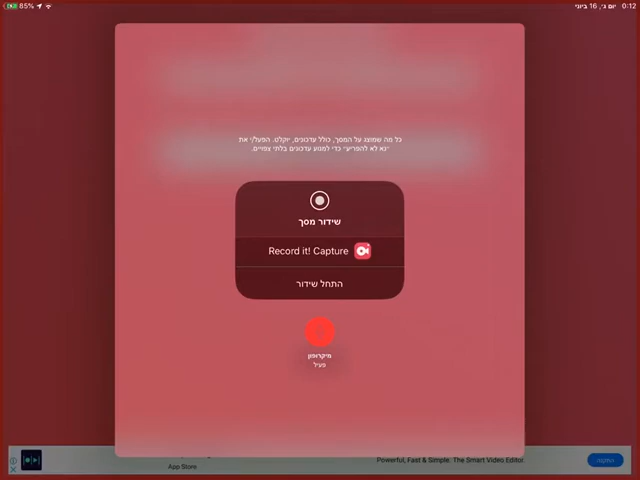 85%
יום ג׳, 16 ביוני
0:12
כל מה שמוצג על המסך, כולל עדכונים, יוקלט. הפעל/י את
״נא לא להפריע״ כדי למנוע עדכונים בלתי צפויים.
שידור מסך
Record it! Capture
התחל שידור
מיקרופון
פעיל
Powerful, Fast & Simple. The Smart Video Editor
App Store
התקנה